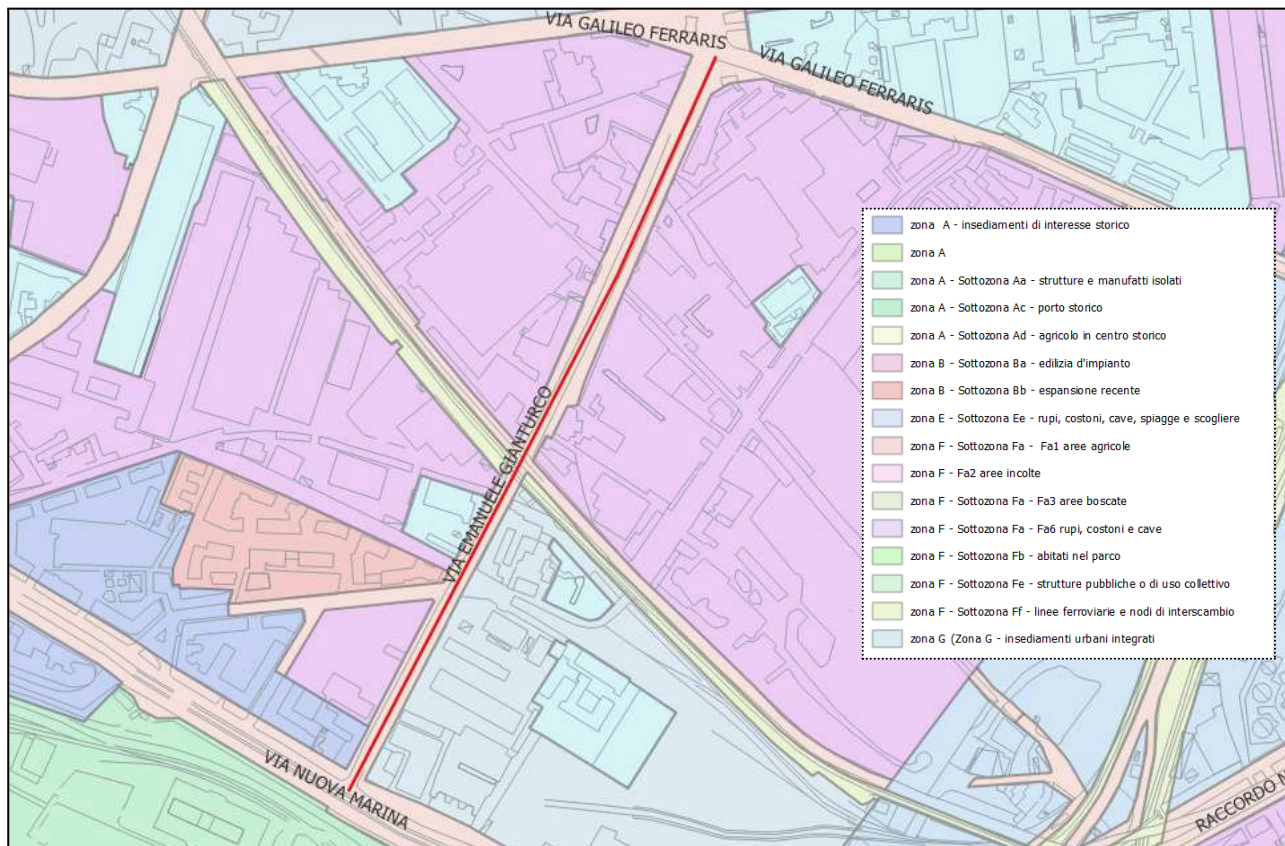 VIA GALILEO FERRARIS
VIA GALILEO FERRARIS
VIA EMANUELE GIANTURCO
VIA NUOVA MARINA
RACCORDO
zona A - insediamenti di interesse storico
zona A
zona A - Sottozona Aa - strutture e manufatti isolati
zona A - Sottozona Ac - porto storico
zona A - Sottozona Ad - agricolo in centro storico
zona B - Sottozona Ba - edilizia d'impianto
zona B - Sottozona Bb - espansione recente
zona E - Sottozona Ee - rupi, costoni, cave, spiagge e scogliere
zona F - Sottozona Fa - Fa1 aree agricole
zona F - Fa2 aree incolte
zona F - Sottozona Fa - Fa3 aree boscate
zona F - Sottozona Fa - Fa6 rupi, costoni e cave
zona F - Sottozona Fb - abitati nel parco
zona F - Sottozona Fe - strutture pubbliche o di uso collettivo
zona F - Sottozona Ff - linee ferroviarie e nodi di interscambio
zona G (Zona G - insediamenti urbani integrati